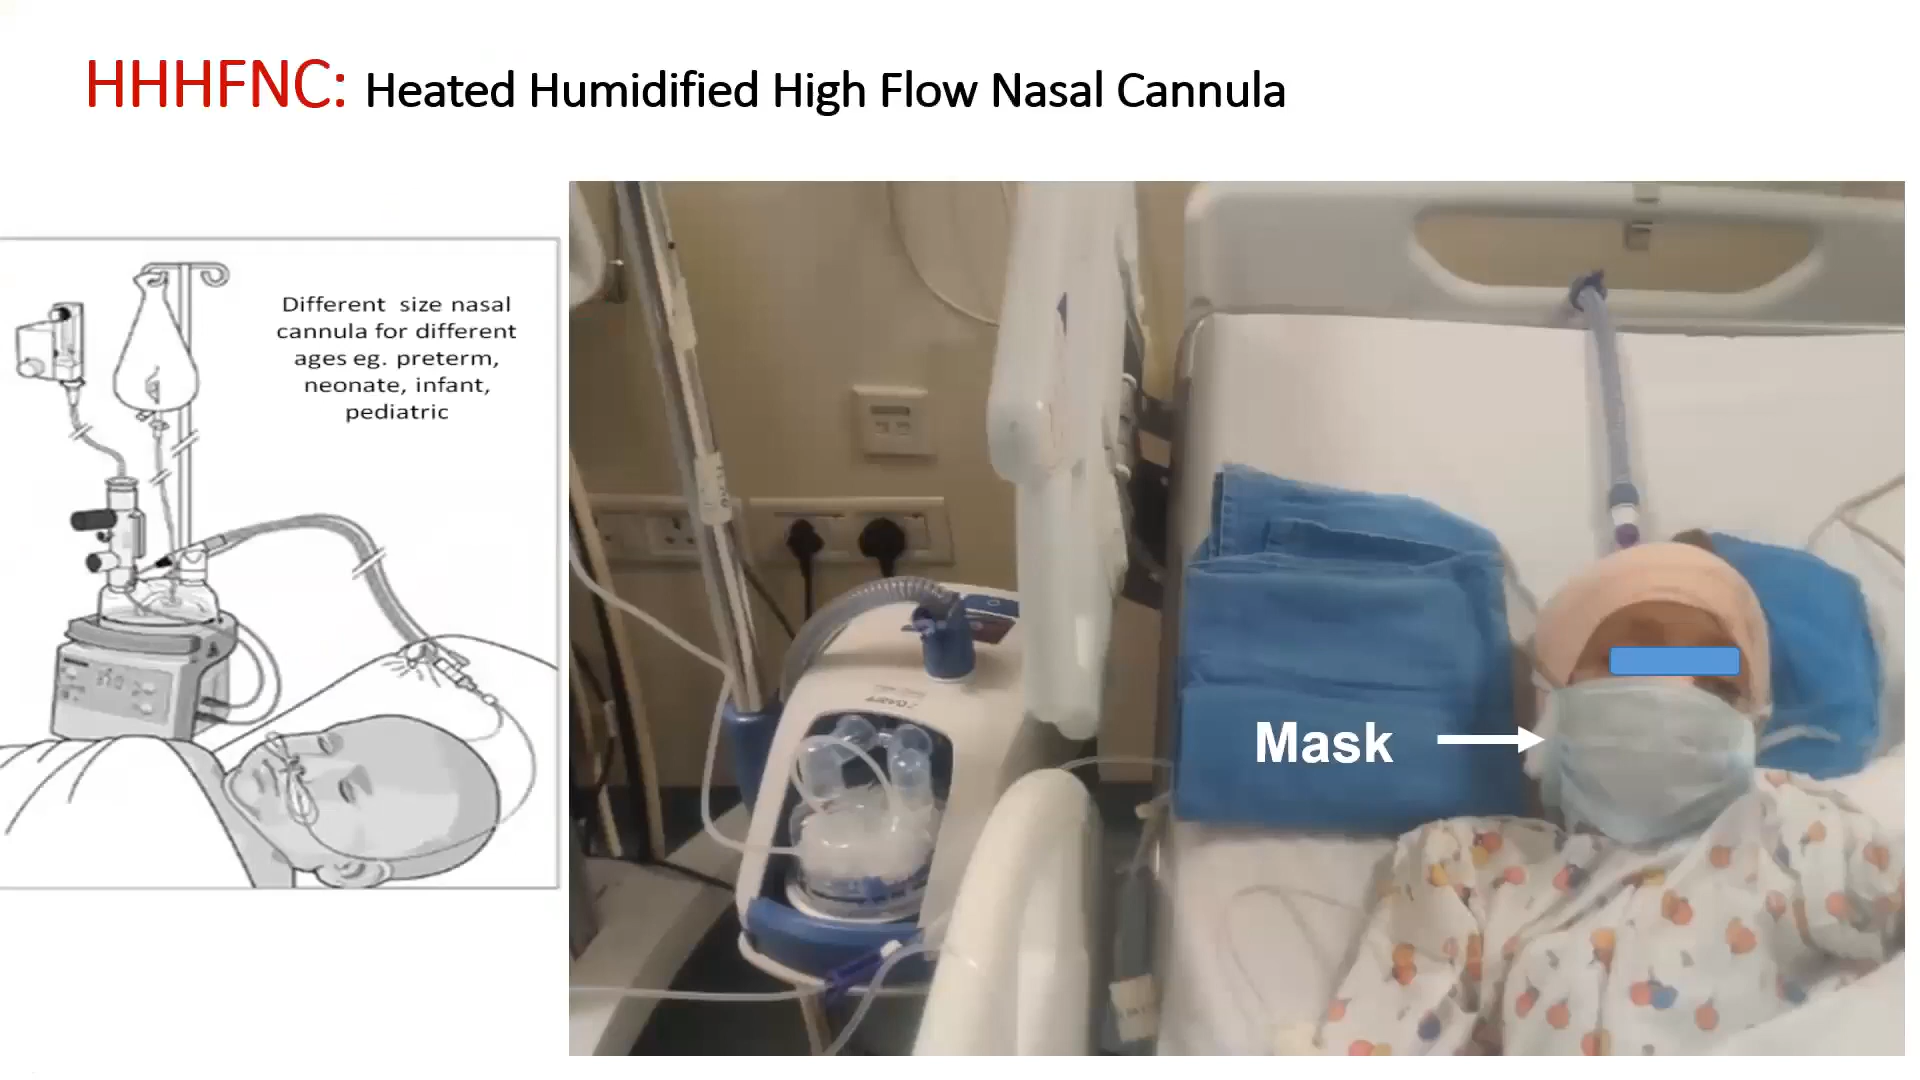 HHHFNC: Heated Humidified High Flow Nasal Cannula
Different size nasal
cannula for different
ages eg. preterm,
neonate, infant,
pediatric
Mask